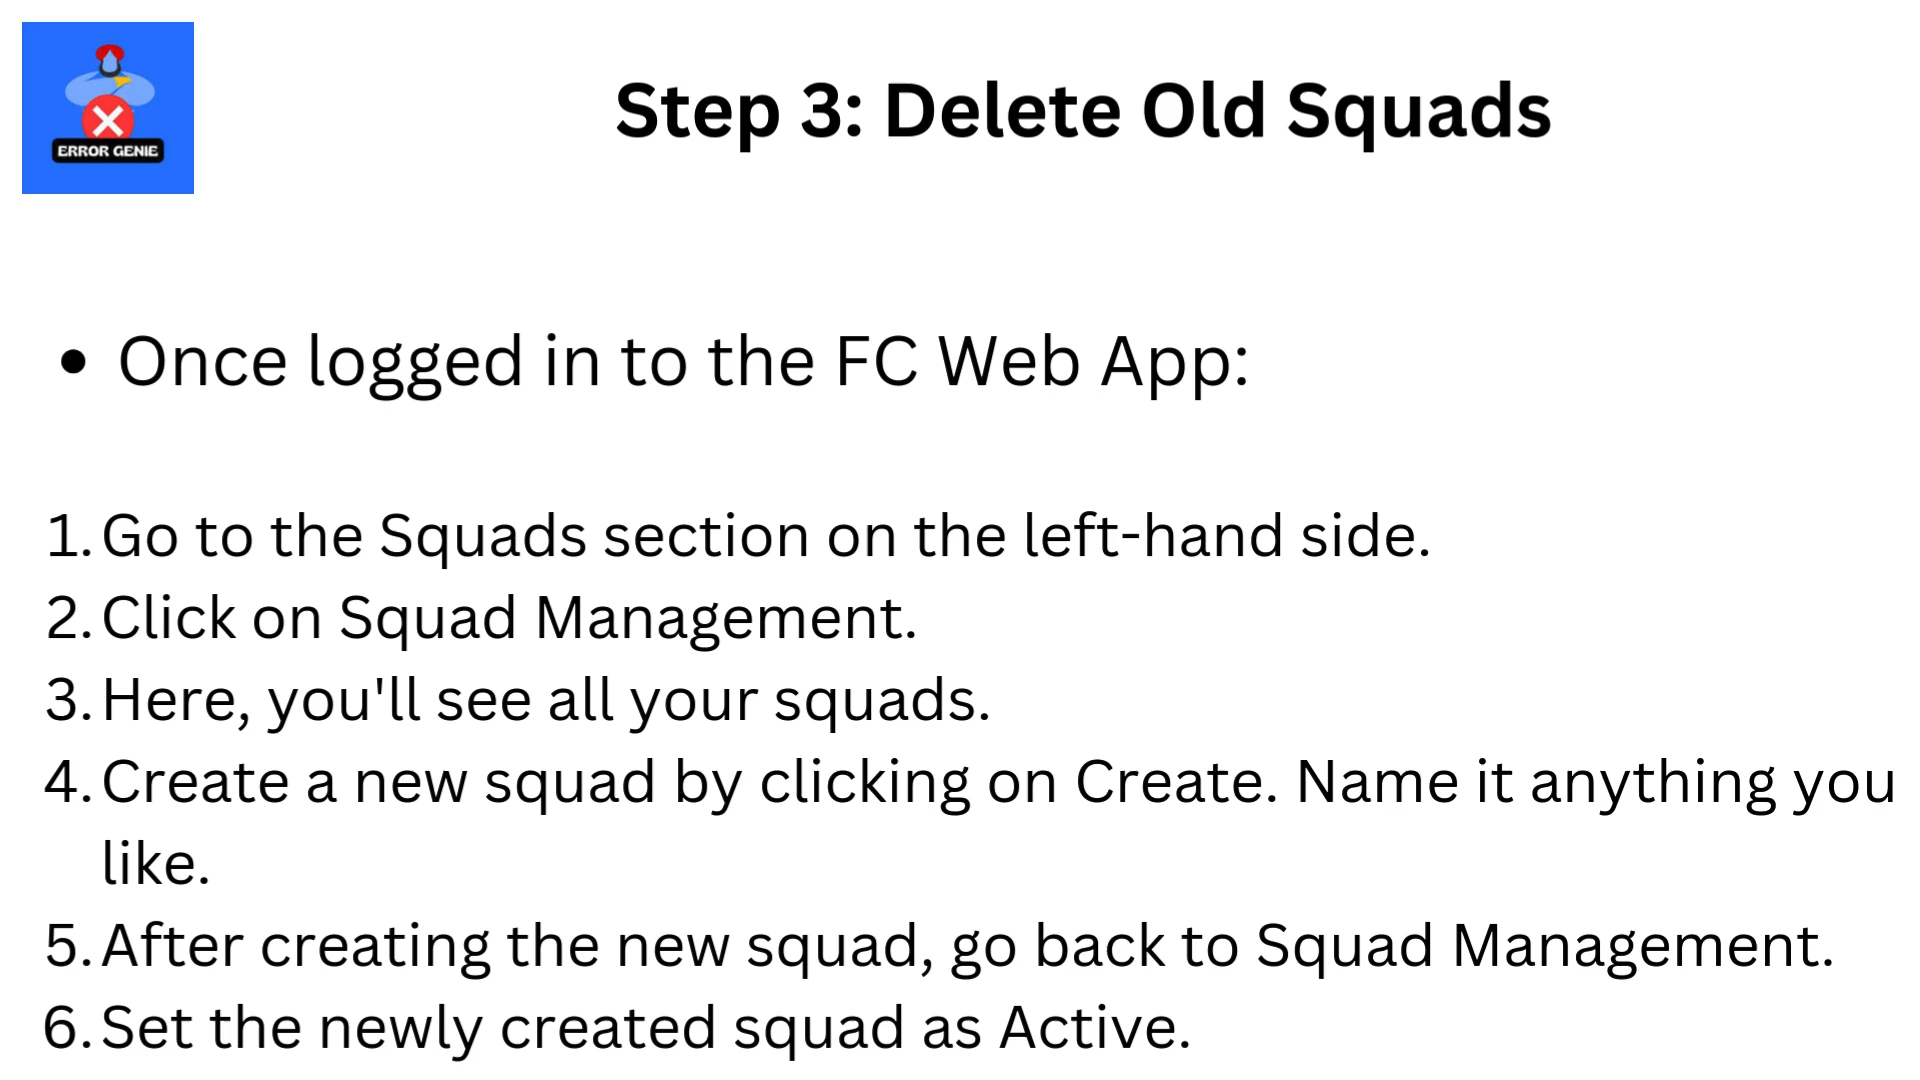 ERROR GENIE
Step 3: Delete Old Squads
• Once logged in to the FC Web App:
1. Go to the Squads section on the left-hand side.
2. Click on Squad Management.
3. Here, you'll see all your squads.
4. Create a new squad by clicking on Create. Name it anything you
like.
5. After creating the new squad, go back to Squad Management.
6. Set the newly created squad as Active.